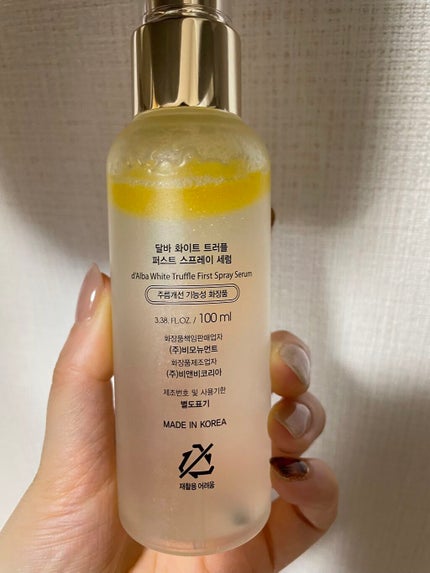 달바 화이트 트러플
퍼스트 스프레이 세럼
d'Alba White Truffle First Spray Serum
주름개선 기능성 화장품
3.38. FL.OZ. / 100 ml
화장품책임판매업자
(주)비모뉴먼트
화장품제조업자
(주)비앤비코리아
제조번호 및 사용기한
별도표기
MADE IN KOREA
재활용 어려움